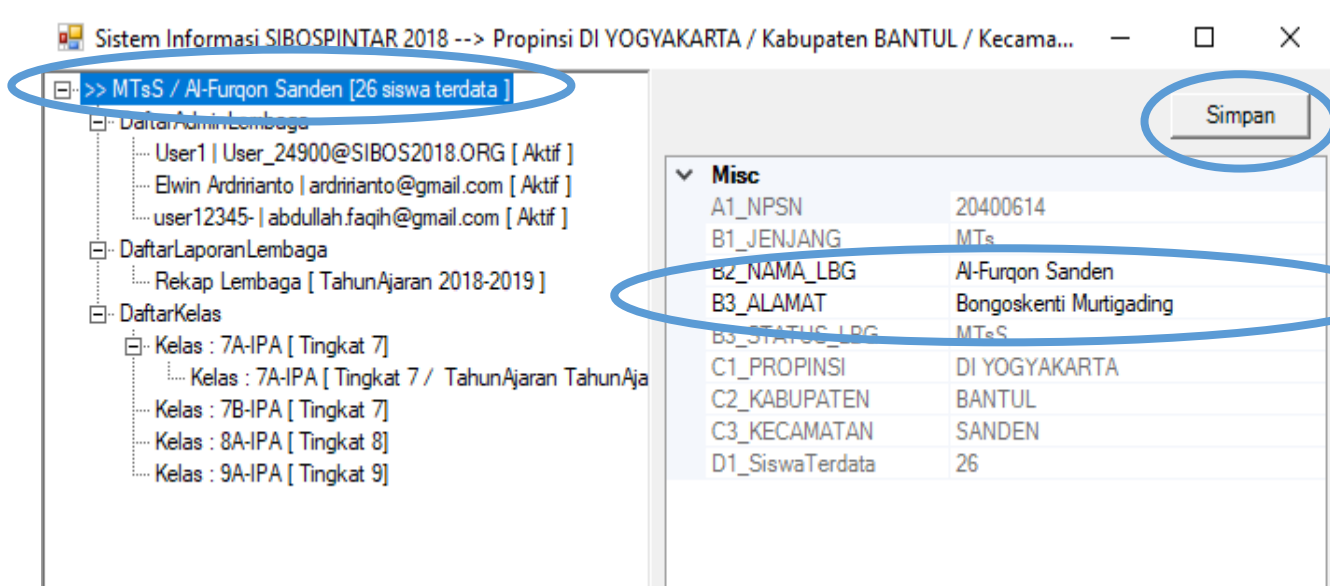 Sistem Informasi SIBOSPINTAR 2018 --> Propinsi DI YOGYAKARTA / Kabupaten BANTUL / Kecama...
>> MTsS / Al-Furqon Sanden [26 siswa terdata ]
DaftarAdminLembaga
User1 | User_24900@SIBOS2018.ORG [ Aktif ]
Elwin Ardririanto | ardririanto@gmail.com [ Aktif ]
user12345- | abdullah.faqih@gmail.com [ Aktif ]
DaftarLaporanLembaga
Rekap Lembaga [ TahunAjaran 2018-2019 ]
DaftarKelas
Kelas : 7A-IPA [ Tingkat 7]
Kelas : 7A-IPA [ Tingkat 7 / TahunAjaran TahunAja
Kelas : 7B-IPA [ Tingkat 7]
Kelas : 8A-IPA [ Tingkat 8]
Kelas : 9A-IPA [ Tingkat 9]
Simpan
Misc
A1_NPSN 20400614
B1_JENJANG MTs
B2_NAMA_LBG Al-Furqon Sanden
B3_ALAMAT Bongoskenti Murtigading
B3_STATUS_LBG MTsS
C1_PROPINSI DI YOGYAKARTA
C2_KABUPATEN BANTUL
C3_KECAMATAN SANDEN
D1_SiswaTerdata 26